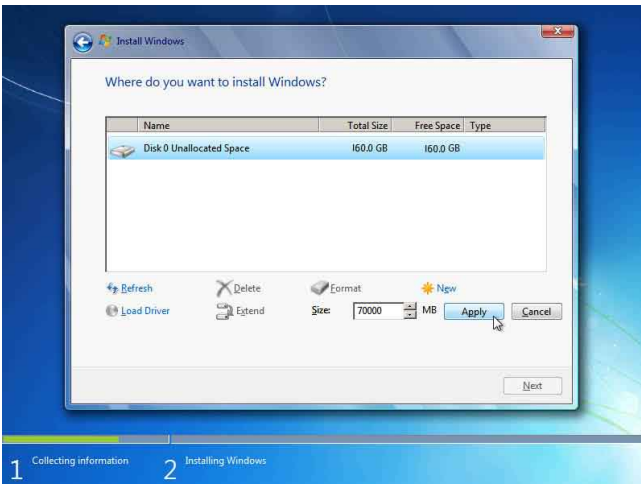 Install Windows
Where do you want to install Windows?
Name Total Size Free Space Type
Disk 0 Unallocated Space 160.0 GB 160.0 GB
Refresh Delete Format New
Load Driver Extend Size: 70000 MB Apply Cancel
Next
1 Collecting information 2 Installing Windows